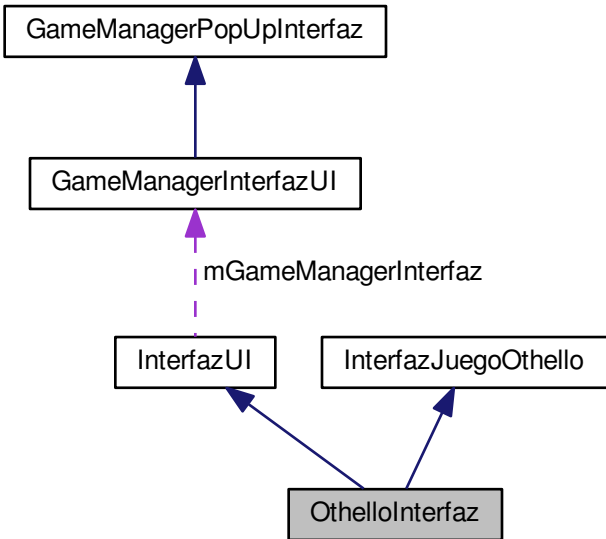 GameManagerPopUpInterfaz
GameManagerInterfazUI
mGameManagerInterfaz
InterfazUI
InterfazJuegoOthello
OthelloInterfaz